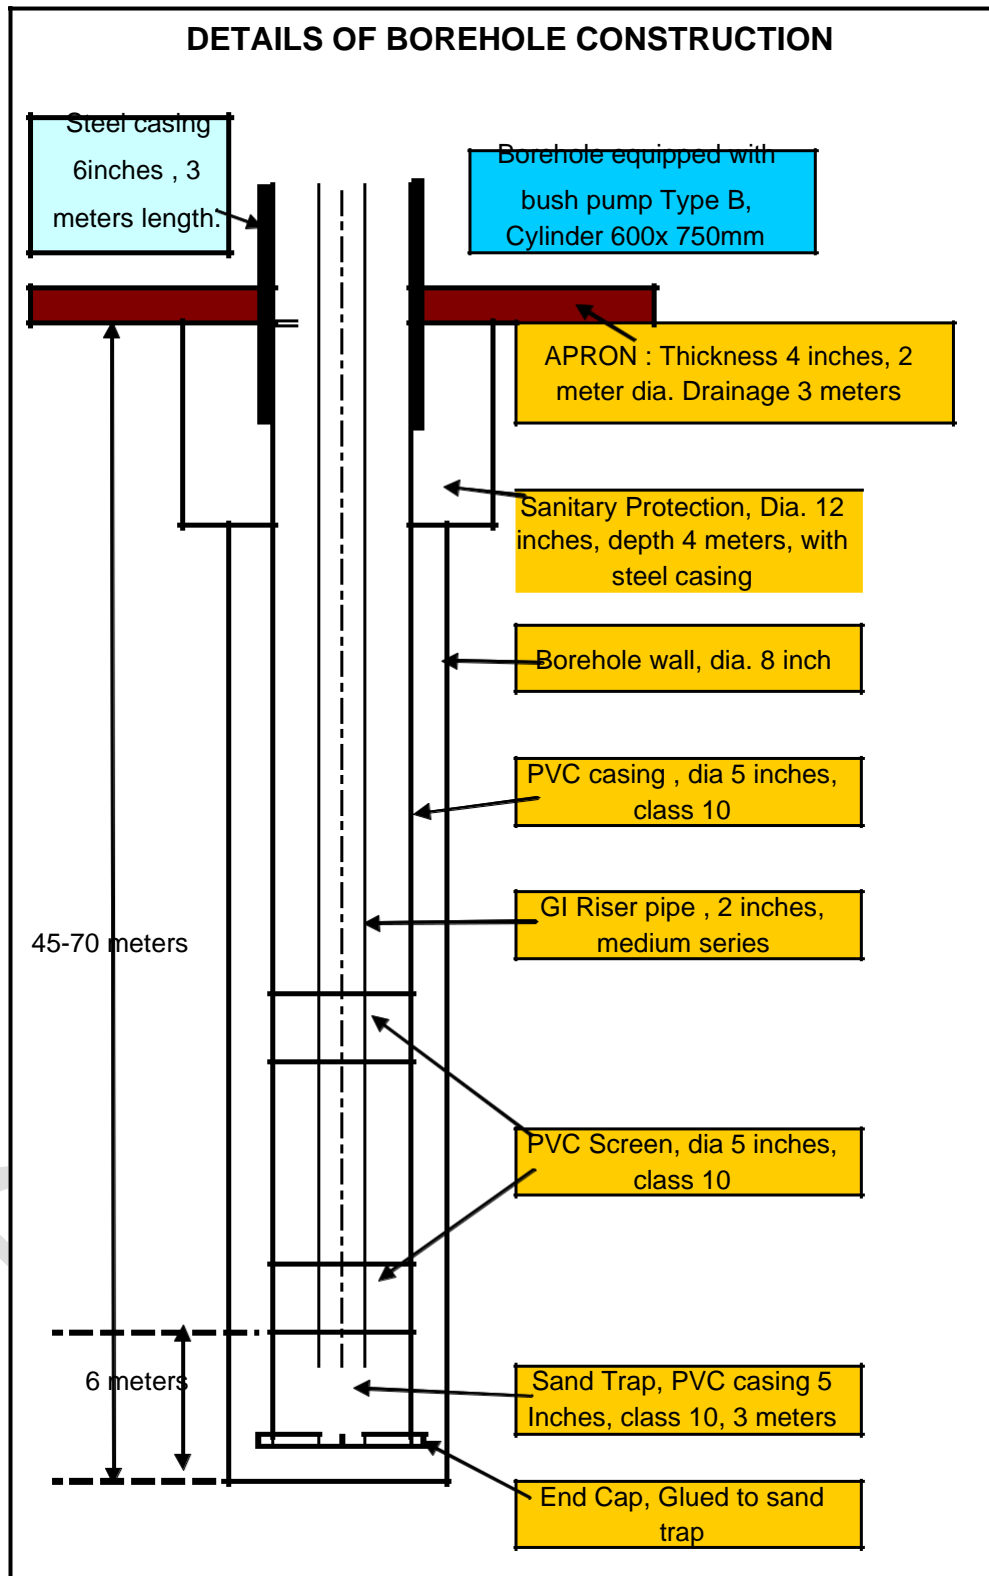 DETAILS OF BOREHOLE CONSTRUCTION
Steel casing
6inches , 3
meters length.
Borehole equipped with
bush pump Type B,
Cylinder 600x 750mm
APRON : Thickness 4 inches, 2
meter dia. Drainage 3 meters
Sanitary Protection, Dia. 12
inches, depth 4 meters, with
steel casing
Borehole wall, dia. 8 inch
PVC casing , dia 5 inches,
class 10
GI Riser pipe , 2 inches,
medium series
45-70 meters
PVC Screen, dia 5 inches,
class 10
6 meters
Sand Trap, PVC casing 5
Inches, class 10, 3 meters
End Cap, Glued to sand
trap